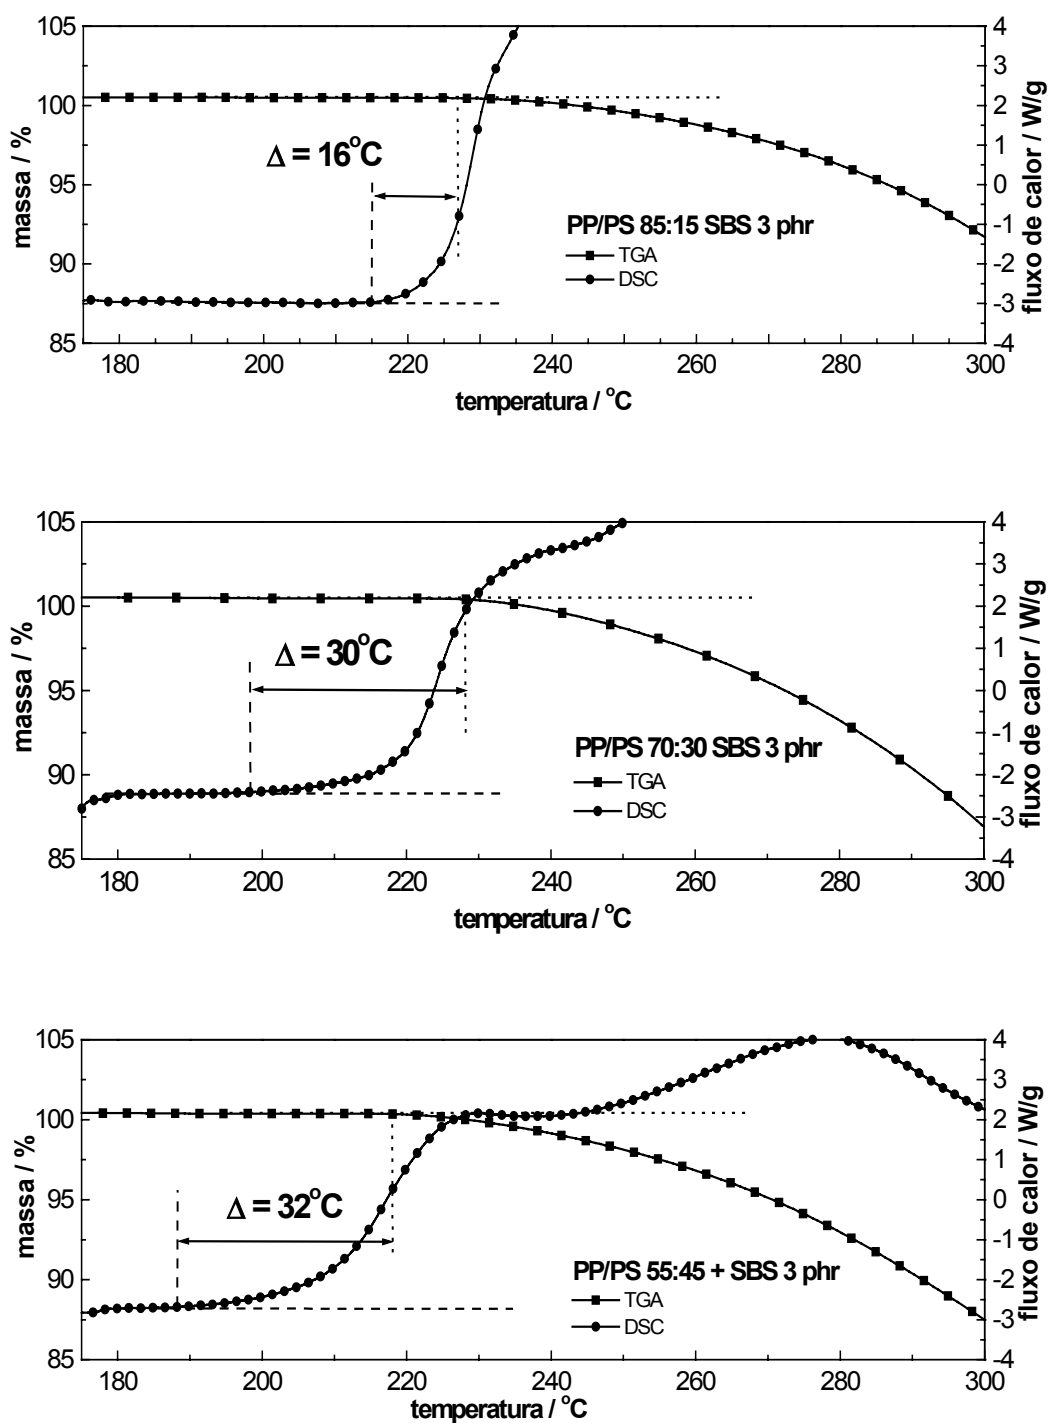 105
100
95
90
85
massa / %
4
3
2
1
0
-1
-2
-3
-4
fluxo de calor / W/g
Δ = 16°C
PP/PS 85:15 SBS 3 phr
TGA
DSC
180 200 220 240 260 280 300
temperatura / °C
105
100
95
90
85
massa / %
4
3
2
1
0
-1
-2
-3
-4
fluxo de calor / W/g
Δ = 30°C
PP/PS 70:30 SBS 3 phr
TGA
DSC
180 200 220 240 260 280 300
temperatura / °C
105
100
95
90
85
massa / %
4
3
2
1
0
-1
-2
-3
-4
fluxo de calor / W/g
Δ = 32°C
PP/PS 55:45 + SBS 3 phr
TGA
DSC
180 200 220 240 260 280 300
temperatura / °C